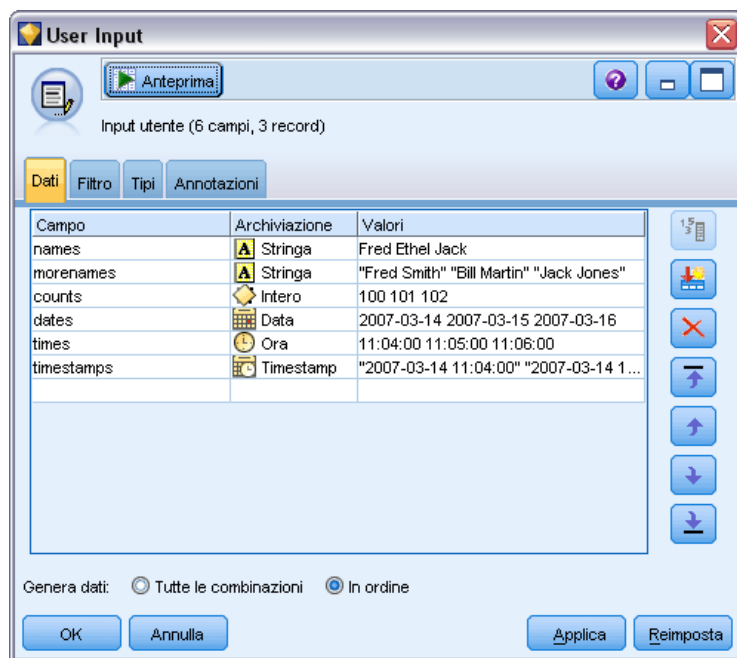 User Input
Anteprima
Input utente (6 campi, 3 record)
Dati Filtro Tipi Annotazioni
Campo Archiviazione Valori
names Stringa Fred Ethel Jack
morenames Stringa "Fred Smith" "Bill Martin" "Jack Jones"
counts Intero 100 101 102
dates Data 2007-03-14 2007-03-15 2007-03-16
times Ora 11:04:00 11:05:00 11:06:00
timestamps Timestamp "2007-03-14 11:04:00" "2007-03-14 1...
Genera dati: Tutte le combinazioni In ordine
OK Annulla Applica Reimposta